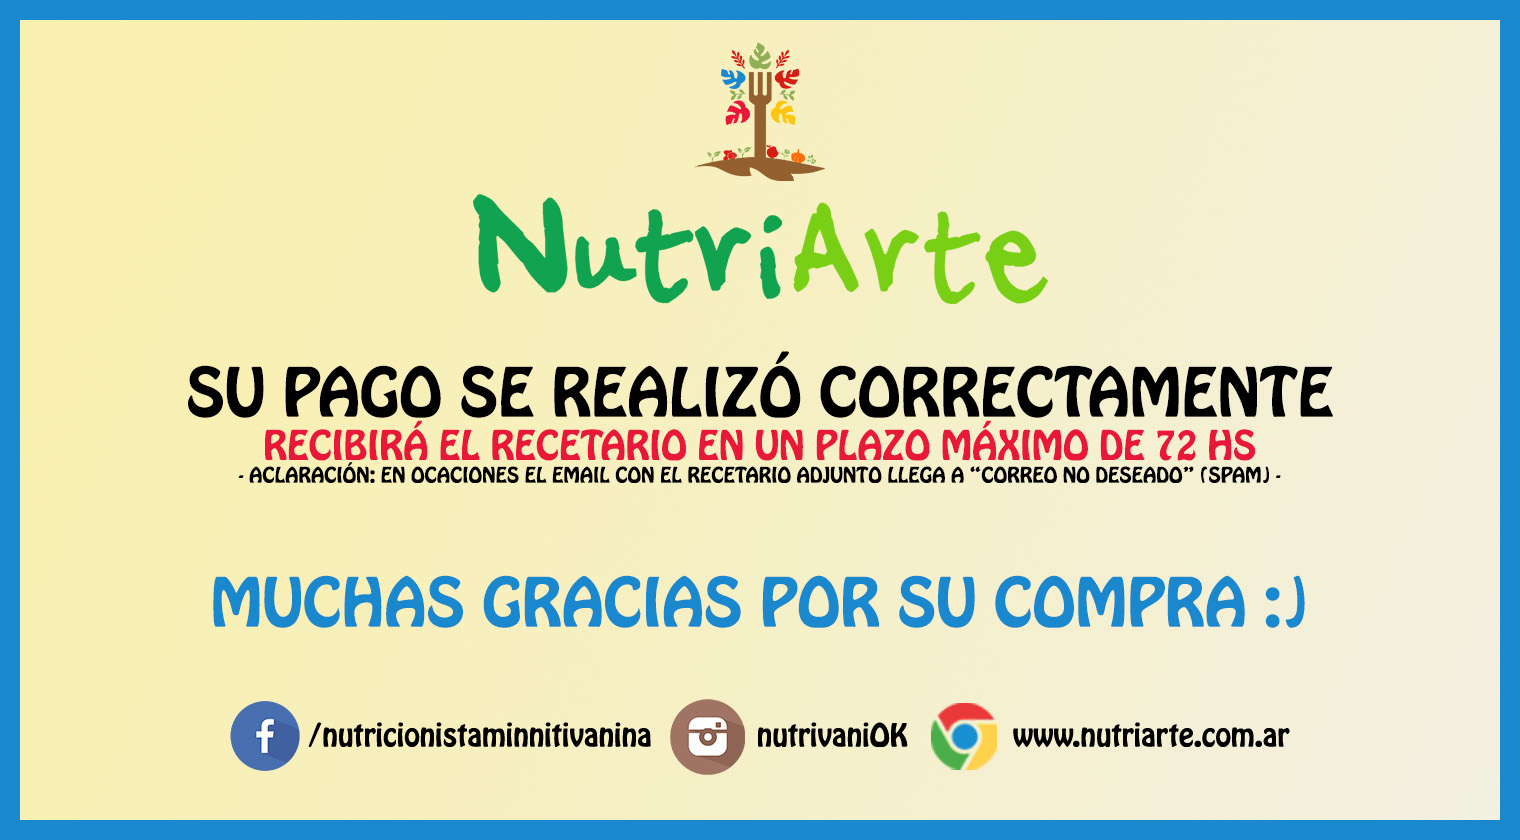 NutriArte
SU PAGO SE REALIZÓ CORRECTAMENTE
RECIBIRÁ EL RECETARIO EN UN PLAZO MÁXIMO DE 72 HS
- ACLARACIÓN: EN OCACIONES EL EMAIL CON EL RECETARIO ADJUNTO LLEGA A “CORREO NO DESEADO” (SPAM) -
MUCHAS GRACIAS POR SU COMPRA :)
/nutricionistaminnitivanina nutrivaniOK www.nutriarte.com.ar